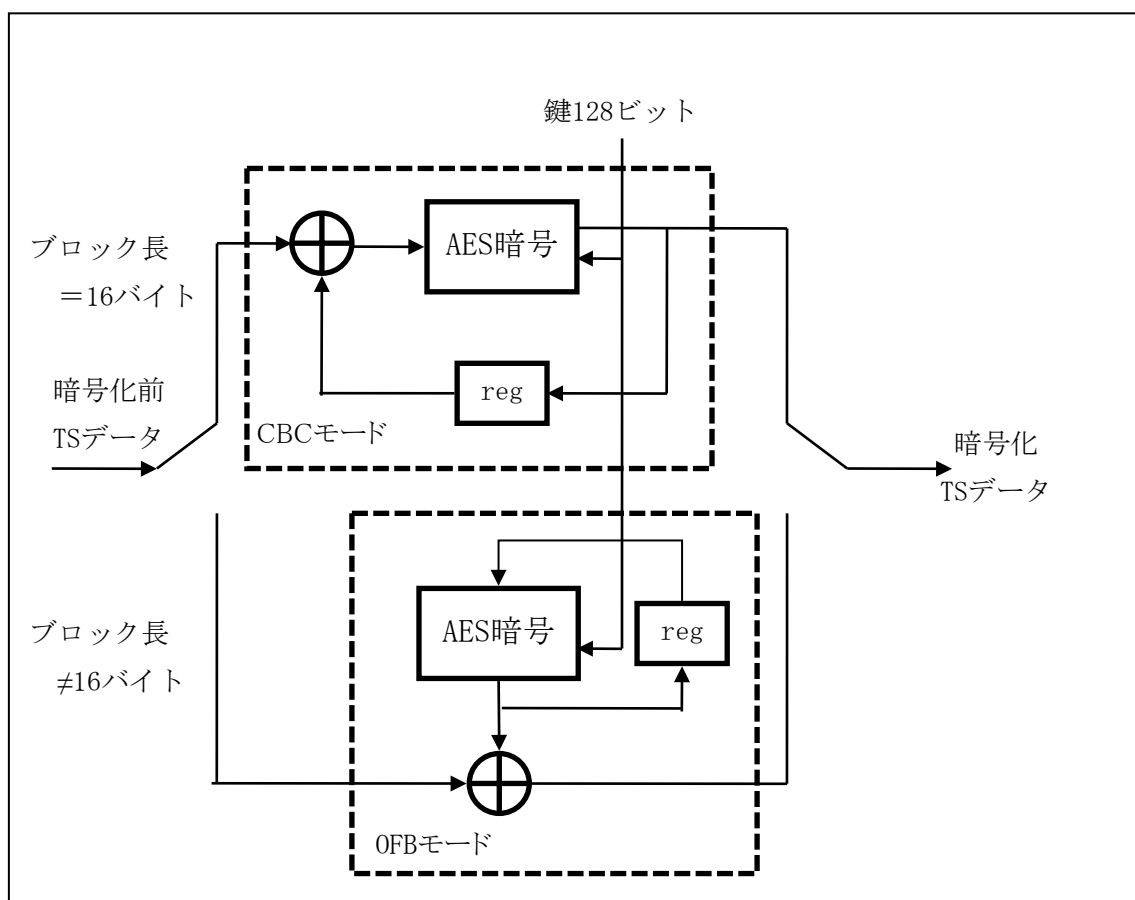 鍵128ビット
ブロック長
＝16バイト
AES暗号
reg
CBCモード
暗号化前
TSデータ
暗号化
TSデータ
ブロック長
≠16バイト
AES暗号
reg
OFBモード